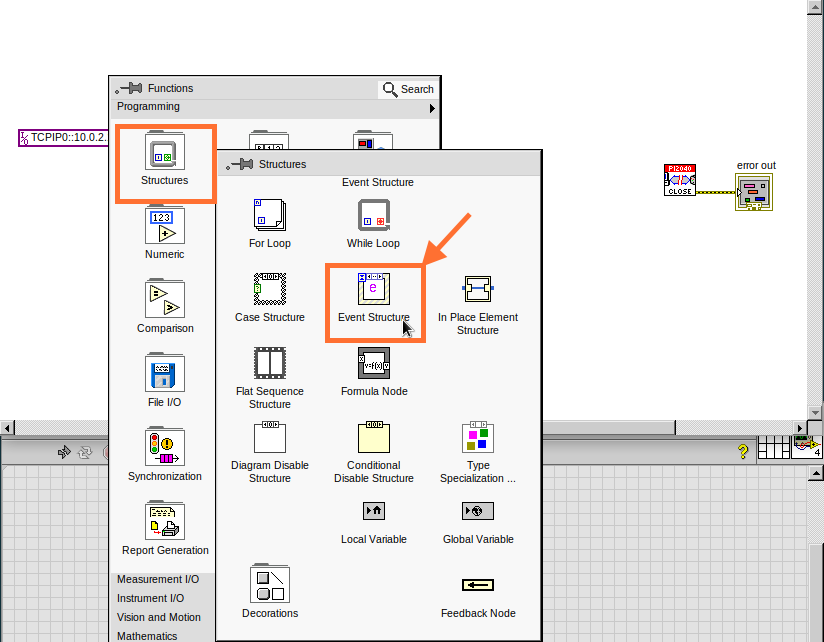 Functions
Search
Programming
TCPIP0::10.0.2.
Structures
Structures
Event Structure
PI2040
CLOSE
error out
For Loop
While Loop
123
Numeric
Case Structure
Event Structure
In Place Element
Structure
Comparison
Flat Sequence
Structure
Formula Node
File I/O
Diagram Disable
Structure
Conditional
Disable Structure
Type
Specialization ...
4
Synchronization
Local Variable
Global Variable
Report Generation
Measurement I/O
Instrument I/O
Vision and Motion
Mathematics
Decorations
Feedback Node